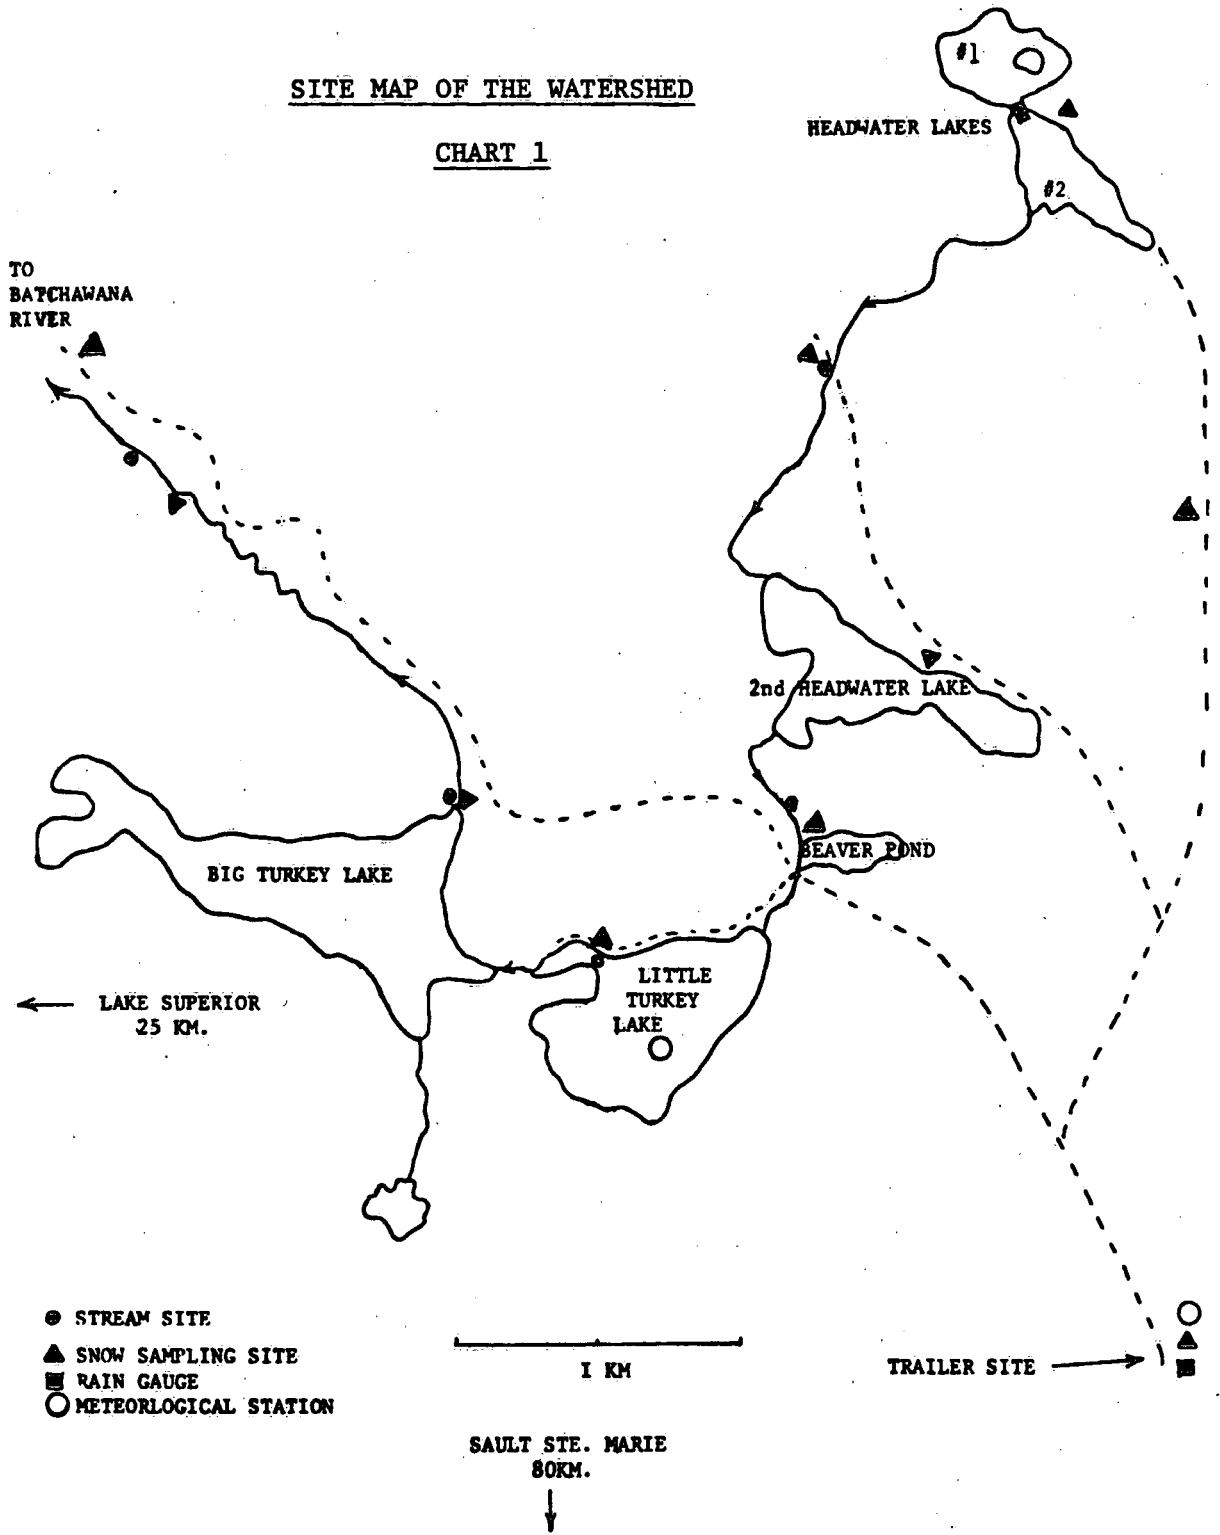 SITE MAP OF THE WATERSHED
CHART 1
#1
HEADWATER LAKES
#2
TO
BATCHAWANA
RIVER
2nd HEADWATER LAKE
BEAVER POND
BIG TURKEY LAKE
LITTLE
TURKEY
LAKE
LAKE SUPERIOR
25 KM.
STREAM SITE
SNOW SAMPLING SITE
RAIN GAUGE
METEORLOGICAL STATION
I KM
TRAILER SITE
SAULT STE. MARIE
80KM.